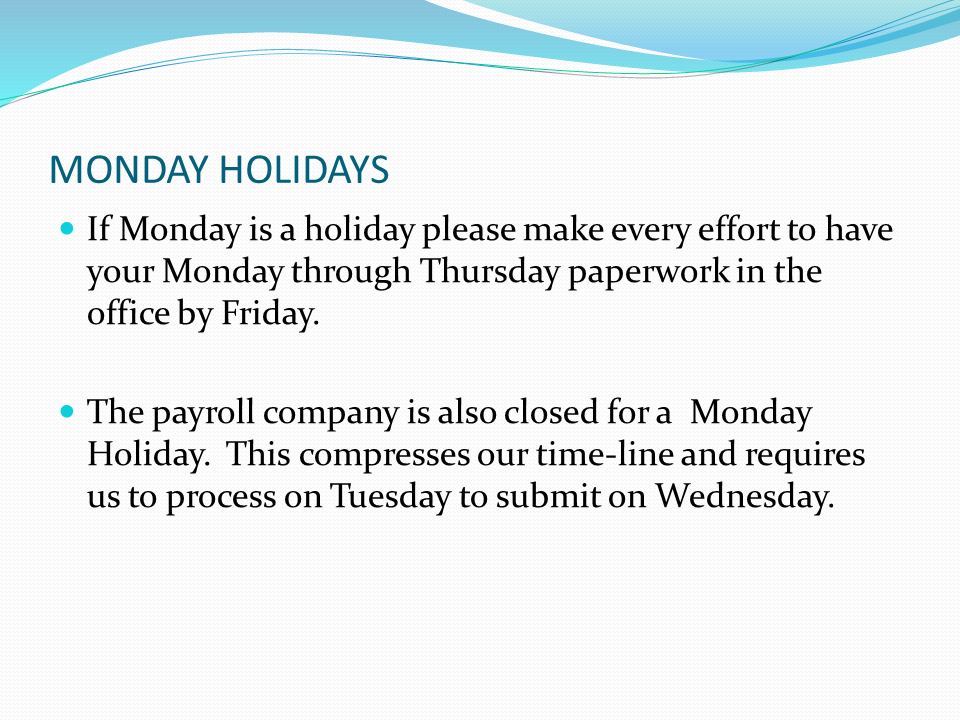 MONDAY HOLIDAYS
If Monday is a holiday please make every effort to have
your Monday through Thursday paperwork in the
office by Friday.
The payroll company is also closed for a  Monday
Holiday.  This compresses our time-line and requires
us to process on Tuesday to submit on Wednesday.